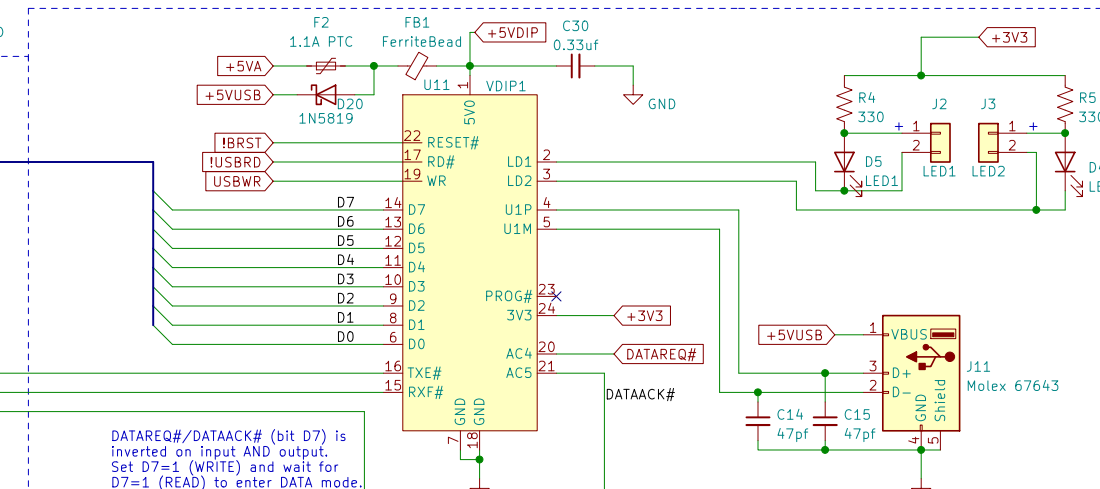 F2
1.1A PTC
FB1
FerriteBead
+5VDIP
C30
0.33uf
GND
+5VA
+5VUSB
D20
1N5819
U11
VDIP1
1
5V0
+3V3
R4
330
R5
330
J2
J3
+ 1
2
1 +
2
LED1
LED2
D5
LED1
!BRST
!USBRD
USBWR
22 RESET#
17 RD#
19 WR
LD1 2
LD2 3
U1P 4
U1M 5
D7 14 D7
D6 13 D6
D5 12 D5
D4 11 D4
D3 10 D3
D2 9 D2
D1 8 D1
D0 6 D0
16 TXE#
15 RXF#
PROG# 23
3V3 24 +3V3
AC4 20 DATAREQ#
AC5 21
DATAACK#
GND
GND
7
18
+5VUSB
1 VBUS
3 D+
2 D-
GND
Shield
4
5
J11
Molex 67643
C14
47pf
C15
47pf
DATAREQ#/DATAACK# (bit D7) is
inverted on input AND output.
Set D7=1 (WRITE) and wait for
D7=1 (READ) to enter DATA mode.